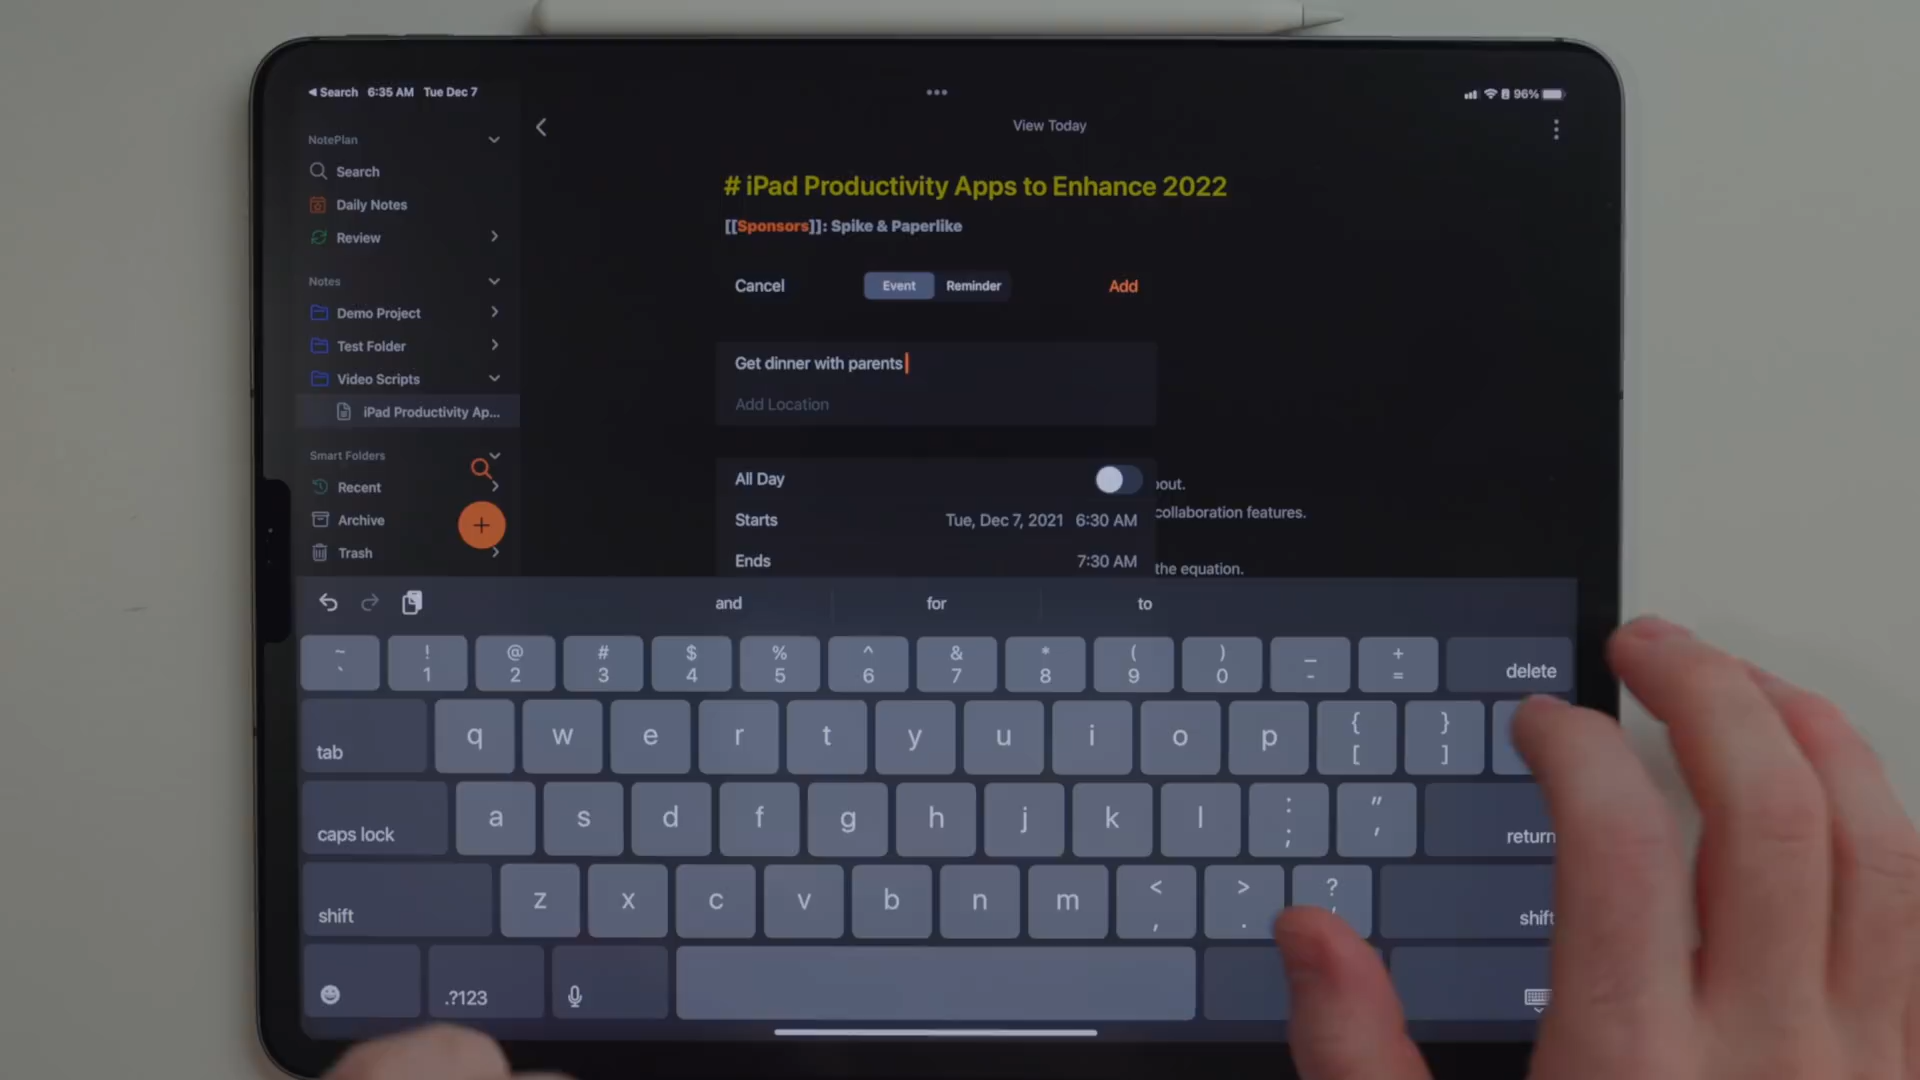 Search 6:35 AM Tue Dec 7
96%
NotePlan
Search
Daily Notes
Review
Notes
Demo Project
Test Folder
Video Scripts
iPad Productivity Ap...
Smart Folders
Recent
Archive
Trash
View Today
# iPad Productivity Apps to Enhance 2022
[[Sponsors]]: Spike & Paperlike
Cancel Event Reminder Add
Get dinner with parents
Add Location
All Day
Starts Tue, Dec 7, 2021 6:30 AM
Ends 7:30 AM
collaboration features.
the equation.
and for to
~ ! @ # $ % ^ & * ( ) _ +
` 1 2 3 4 5 6 7 8 9 0 - = delete
tab q w e r t y u i o p { [ } ]
caps lock a s d f g h j k l : ; " ' return
shift z x c v b n m < , > . ? shift
.?123